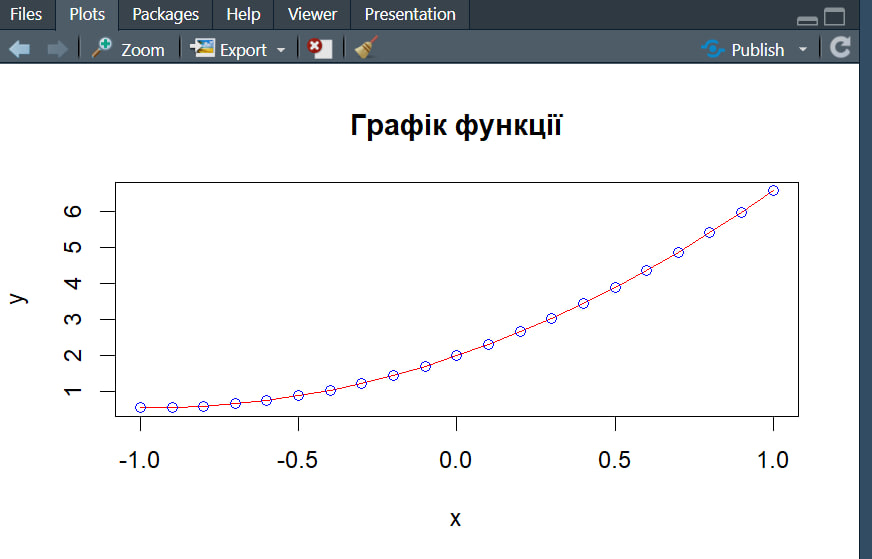 Files Plots Packages Help Viewer Presentation
Zoom Export Publish
Графік функції
6
5
4
3
2
1
y
-1.0 -0.5 0.0 0.5 1.0
x